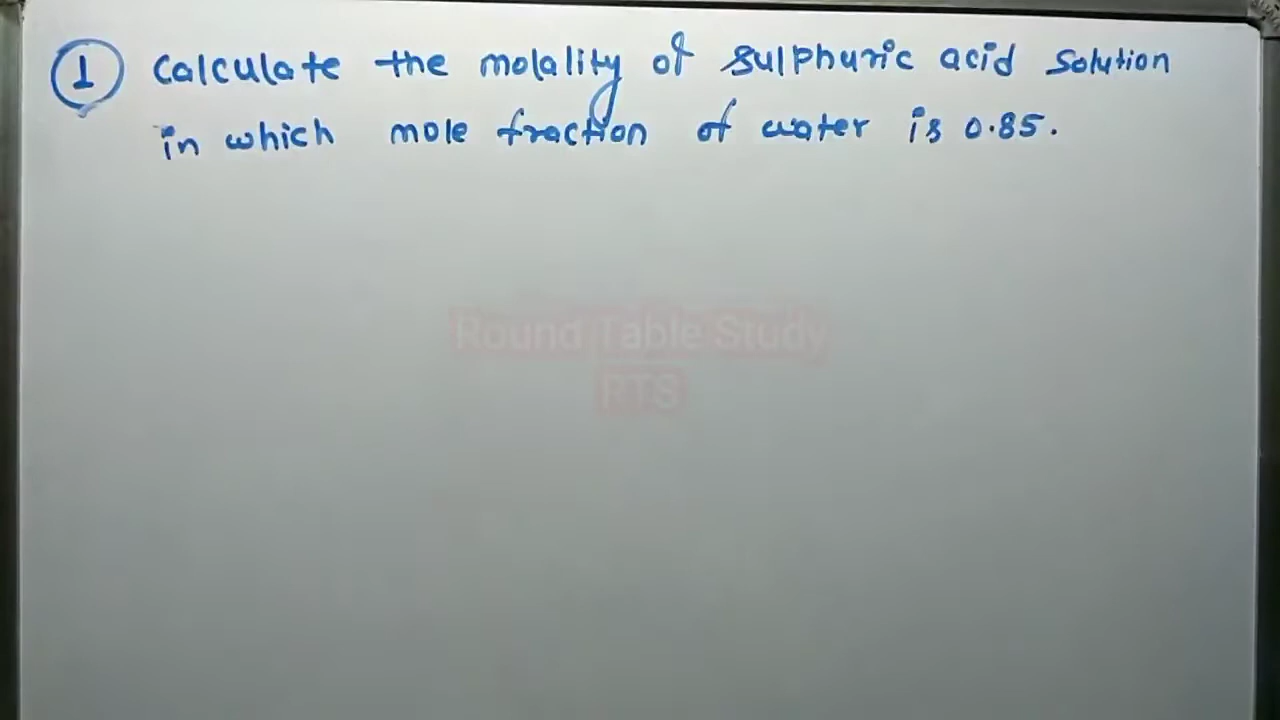 1 Calculate the molality of sulphuric acid solution
in which mole fraction of water is 0.85.
Round Table Study
RTS